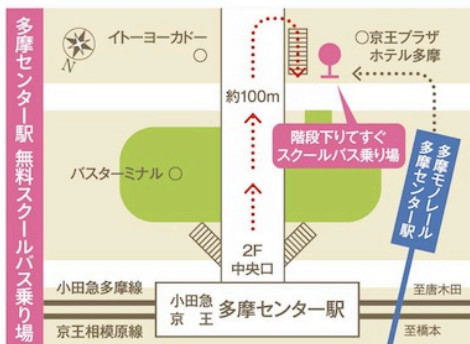 多摩センター駅 無料スクールバス乗り場
N
イトーヨーカドー
京王プラザ
ホテル多摩
約100m
階段下りてすぐ
スクールバス乗り場
バスターミナル
多摩モノレール
多摩センター駅
2F
中央口
小田急多摩線
京王相模原線
小田急
京王
多摩センター駅
至唐木田
至橋本